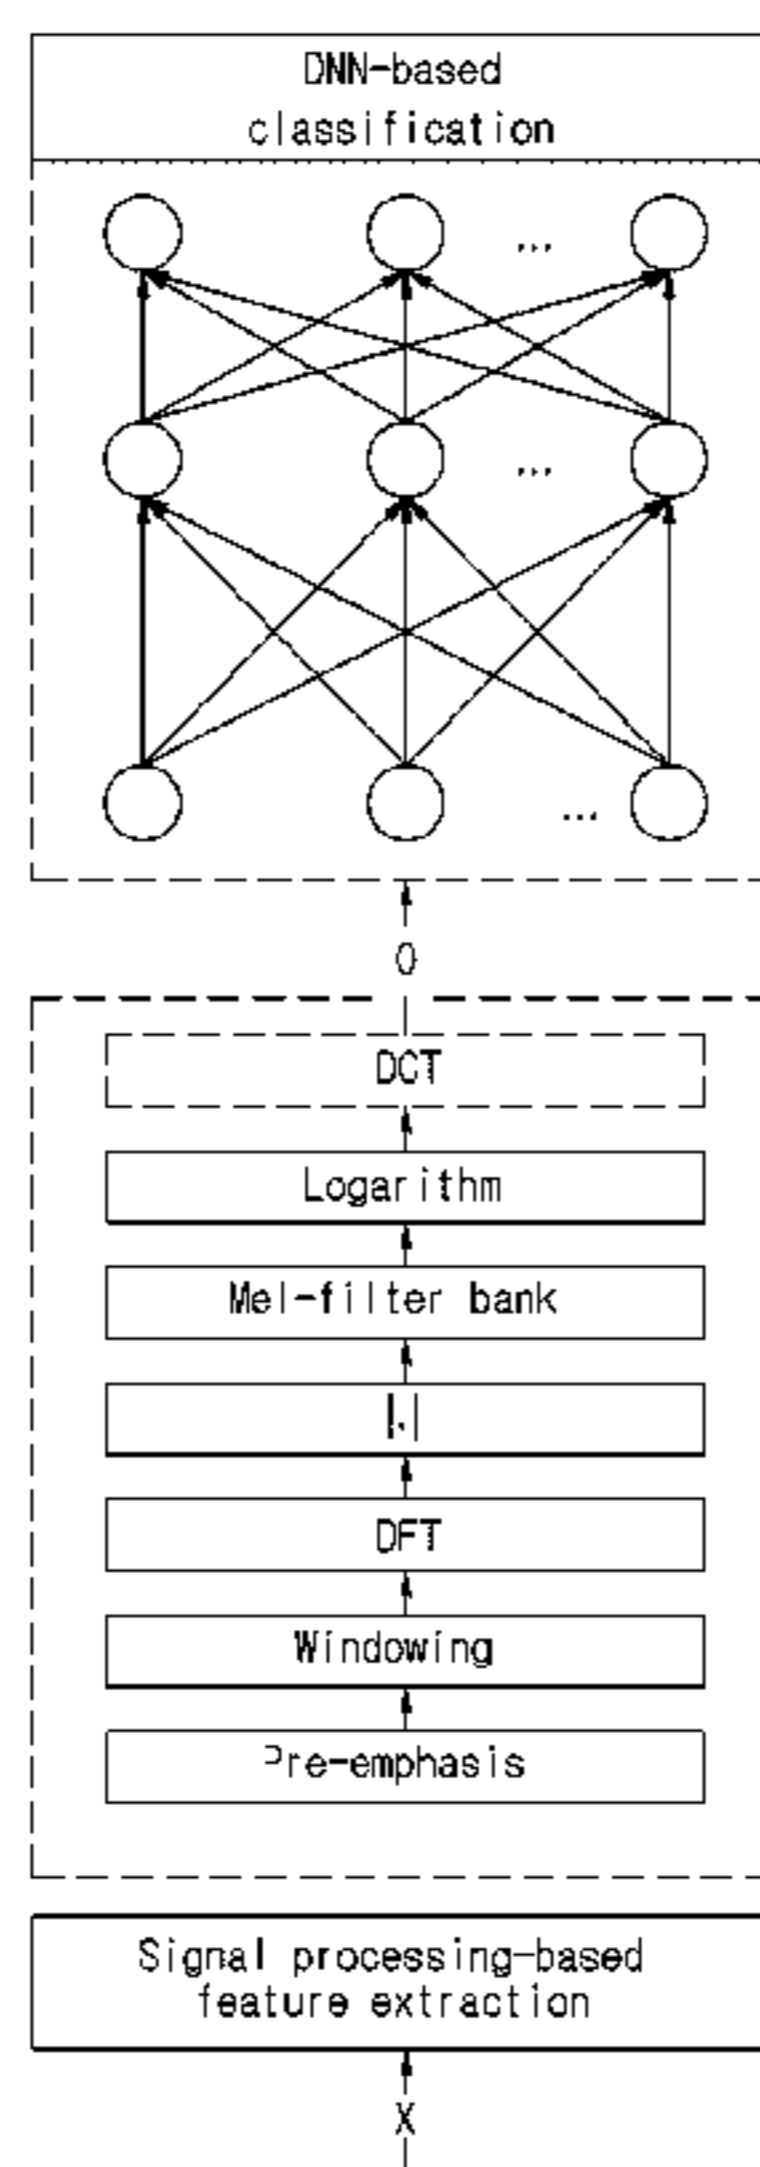 DNN-based
classification
...
...
...
O
DCT
Logarithm
Mel-filter bank
|.|
DFT
Windowing
Pre-emphasis
Signal processing-based
feature extraction
X